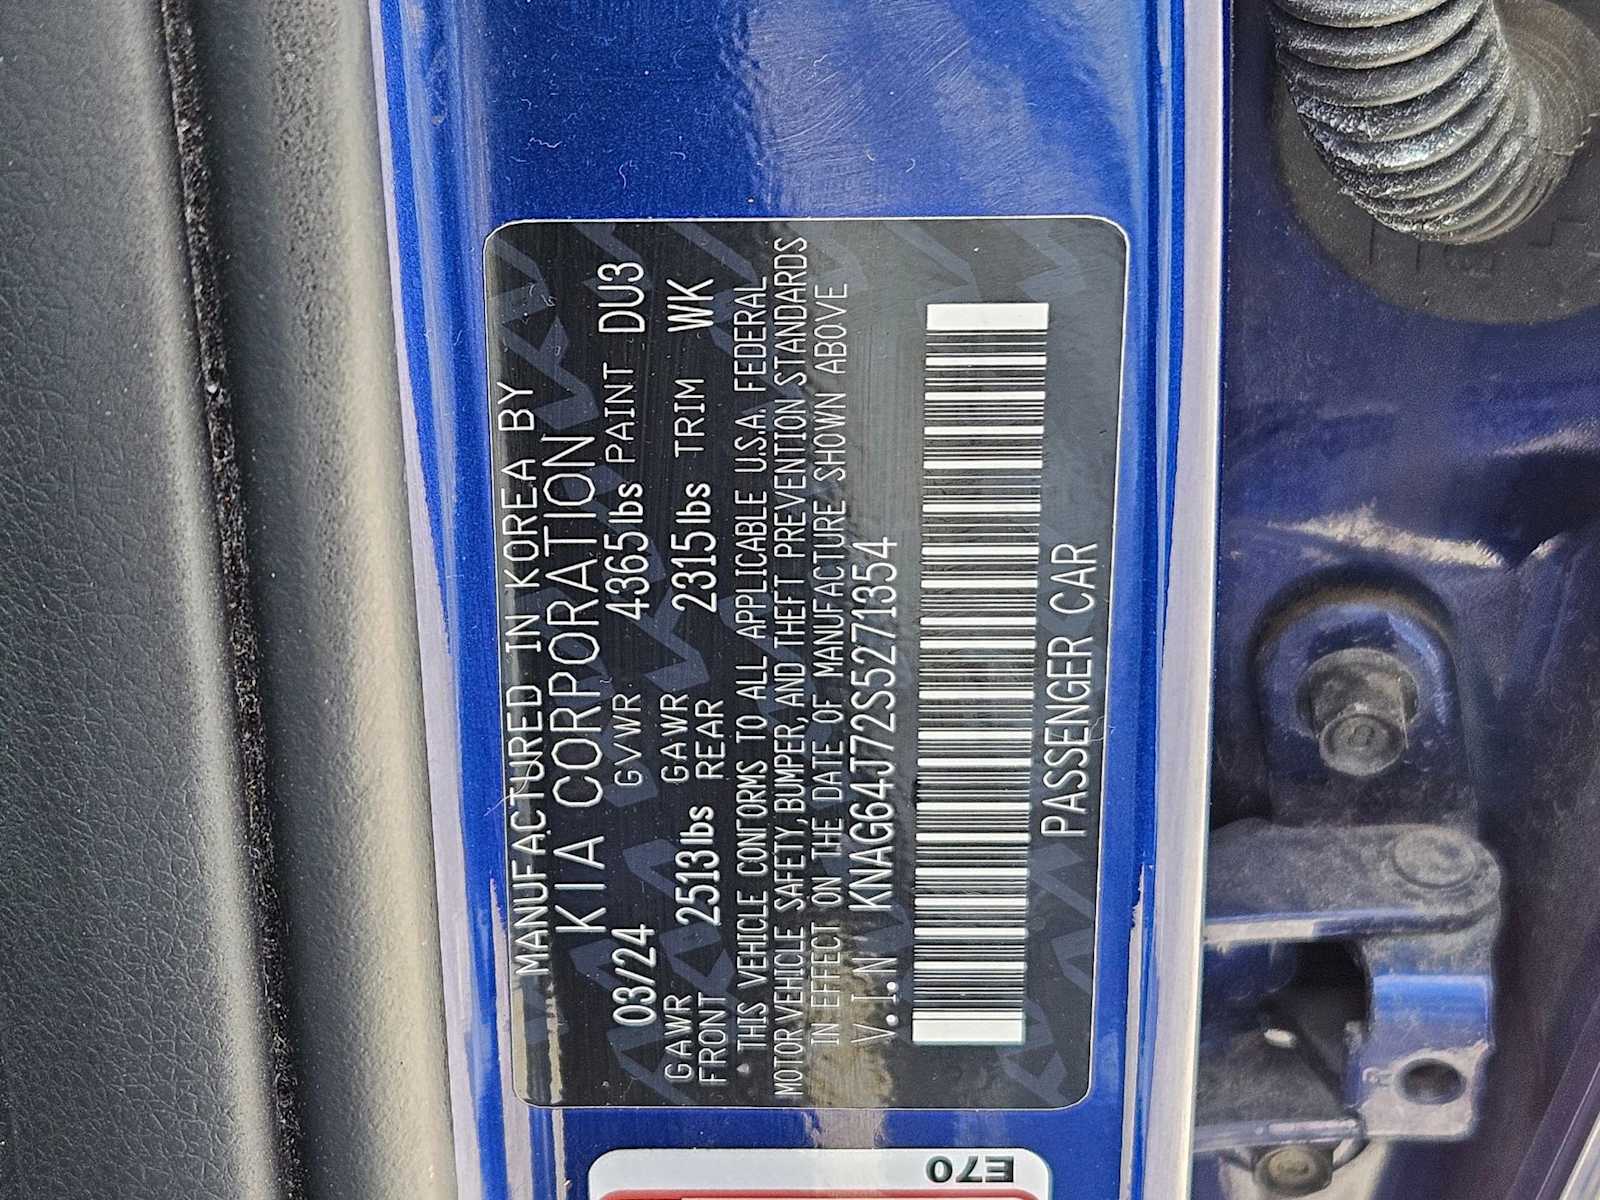 MANUFACTURED IN KOREA BY
KIA CORPORATION
03/24 GVWR 4365lbs PAINT DU3
GAWR FRONT 2513lbs GAWR REAR 2315lbs TRIM WK
* THIS VEHICLE CONFORMS TO ALL APPLICABLE U.S.A. FEDERAL
MOTOR VEHICLE SAFETY, BUMPER, AND THEFT PREVENTION STANDARDS
IN EFFECT ON THE DATE OF MANUFACTURE SHOWN ABOVE
V.I.N KNAG64J72S5271354
PASSENGER CAR
E70